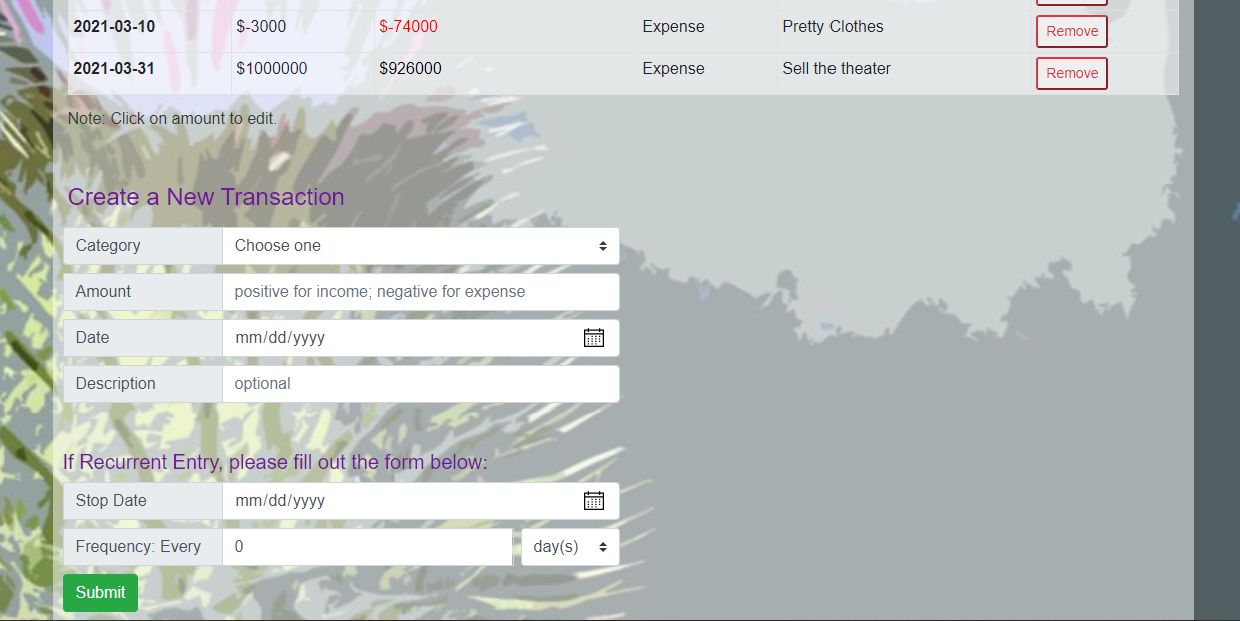 2021-03-10 $-3000 $-74000 Expense Pretty Clothes Remove
2021-03-31 $1000000 $926000 Expense Sell the theater Remove
Note: Click on amount to edit.
Create a New Transaction
Category Choose one
Amount positive for income; negative for expense
Date mm/dd/yyyy
Description optional
If Recurrent Entry, please fill out the form below:
Stop Date mm/dd/yyyy
Frequency: Every 0 day(s)
Submit